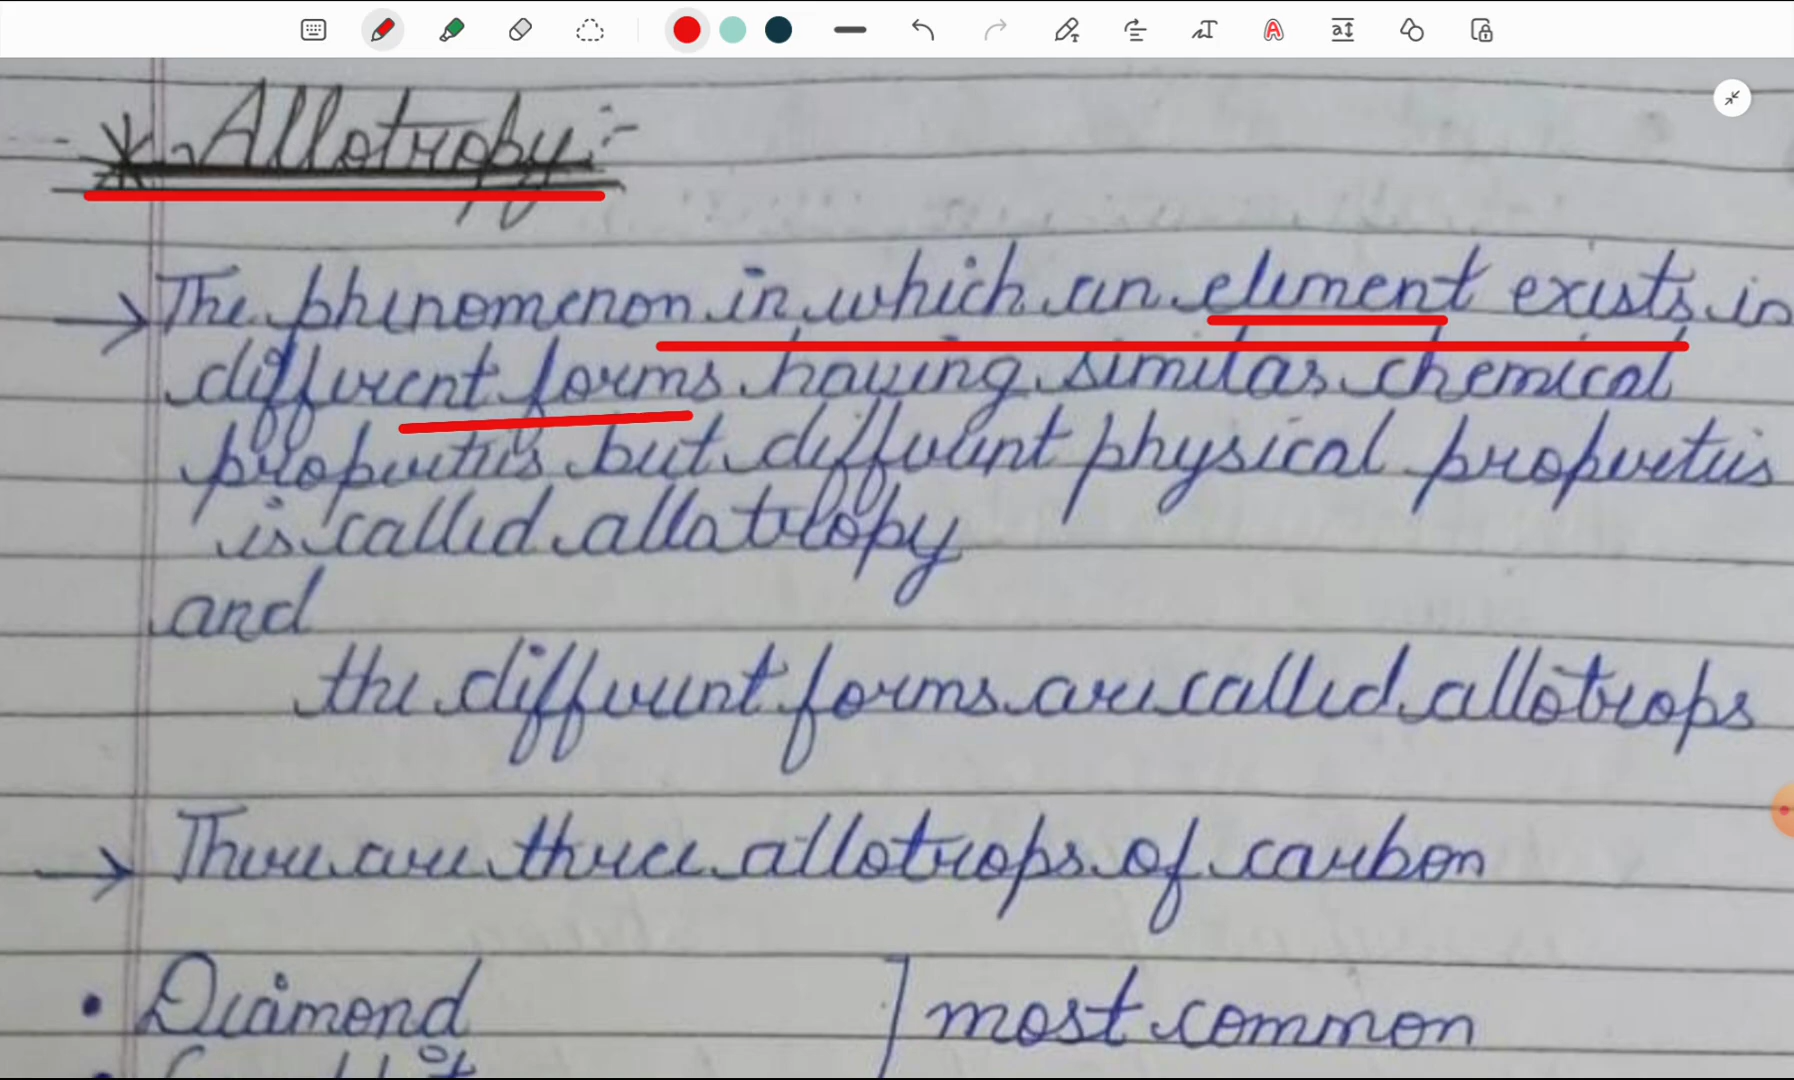 * Allotropy:-
→ The phenomenon in which an element exists in
different forms having similar chemical
properties but different physical properties
is called allotropy
and
the different forms are called allotrops
→ There are three allotrops of carbon
• Diamond ] most common